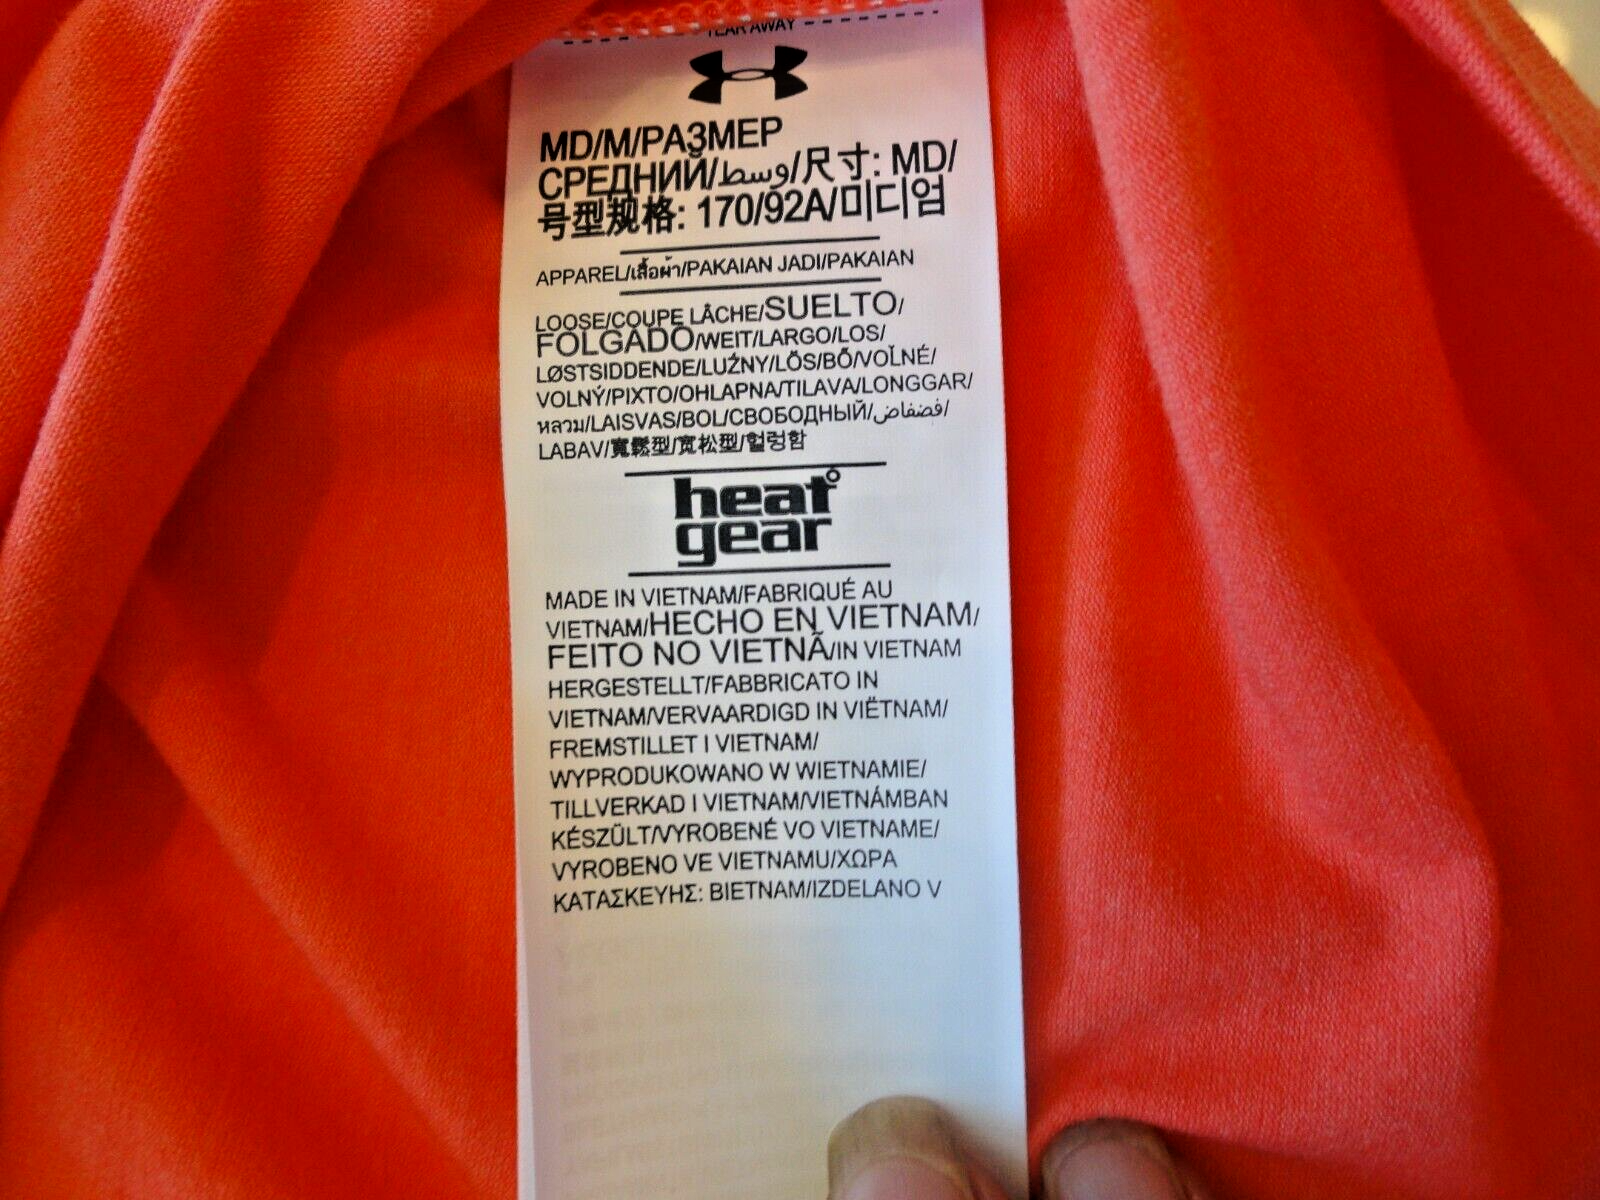 TEAR AWAY
MD/M/РАЗМЕР
СРЕДНИЙ/وسط/尺寸: MD/
号型规格: 170/92A/미디엄
APPAREL/เสื้อผ้า/PAKAIAN JADI/PAKAIAN
LOOSE/COUPE LÂCHE/SUELTO/
FOLGADO/WEIT/LARGO/LOS/
LØSTSIDDENDE/LUŹNY/LÖS/BŐ/VOĽNÉ/
VOLNÝ/ΡΙΧΤΟ/OHLAPNA/TILAVA/LONGGAR/
หลวม/LAISVAS/BOL/СВОБОДНЫЙ/فضفاض/
LABAV/寬鬆型/宽松型/헐렁함
heat
gear
MADE IN VIETNAM/FABRIQUÉ AU
VIETNAM/HECHO EN VIETNAM/
FEITO NO VIETNÃ/IN VIETNAM
HERGESTELLT/FABBRICATO IN
VIETNAM/VERVAARDIGD IN VIËTNAM/
FREMSTILLET I VIETNAM/
WYPRODUKOWANO W WIETNAMIE/
TILLVERKAD I VIETNAM/VIETNÁMBAN
KÉSZÜLT/VYROBENÉ VO VIETNAME/
VYROBENO VE VIETNAMU/ΧΩΡΑ
ΚΑΤΑΣΚΕΥΗΣ: ΒΙΕΤΝΑΜ/IZDELANO V